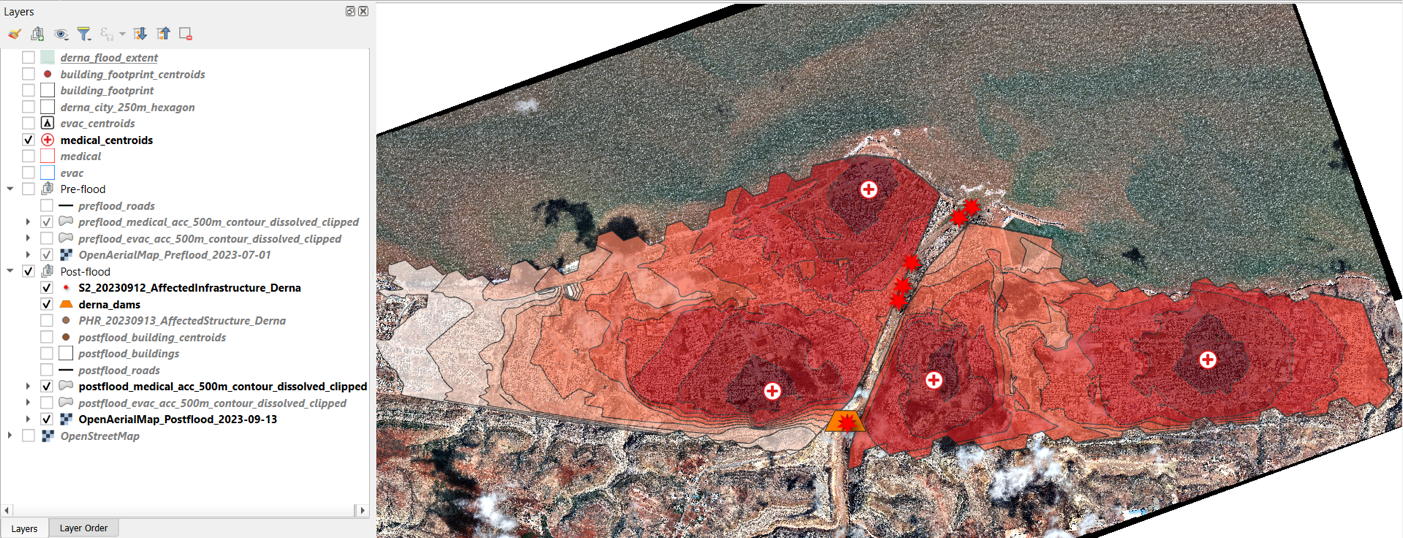 Layers
derna_flood_extent
building_footprint_centroids
building_footprint
derna_city_250m_hexagon
evac_centroids
medical_centroids
medical
evac
Pre-flood
preflood_roads
preflood_medical_acc_500m_contour_dissolved_clipped
preflood_evac_acc_500m_contour_dissolved_clipped
OpenAerialMap_Preflood_2023-07-01
Post-flood
S2_20230912_AffectedInfrastructure_Derna
derna_dams
PHR_20230913_AffectedStructure_Derna
postflood_building_centroids
postflood_buildings
postflood_roads
postflood_medical_acc_500m_contour_dissolved_clipped
postflood_evac_acc_500m_contour_dissolved_clipped
OpenAerialMap_Postflood_2023-09-13
OpenStreetMap
Layers
Layer Order